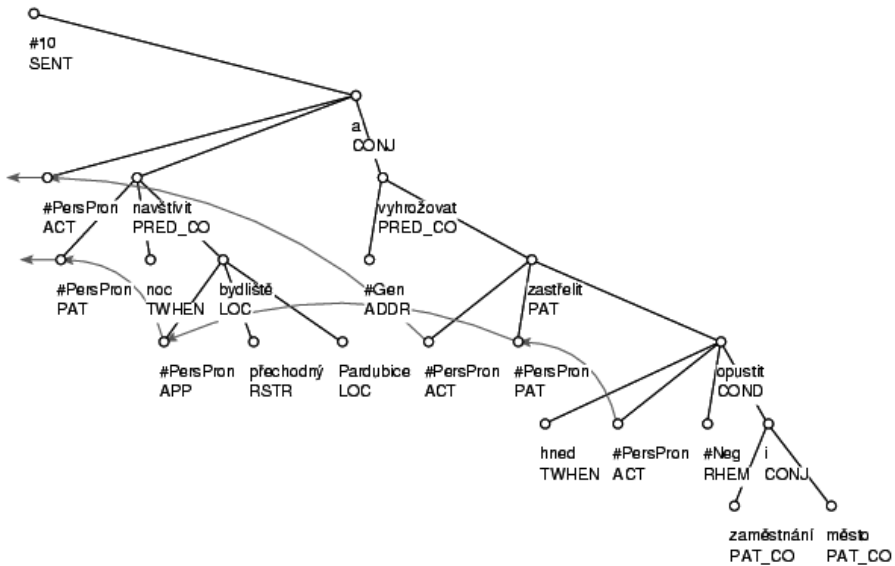 #10
SENT
a
CONJ
#PersPron
ACT
navštívit
PRED_CO
vyhrožovat
PRED_CO
#PersPron
PAT
noc
TWHEN
bydliště
LOC
#Gen
ADDR
zastřelit
PAT
#PersPron
APP
přechodný
RSTR
Pardubice
LOC
#PersPron
ACT
#PersPron
PAT
opustit
COND
hned
TWHEN
#PersPron
ACT
#Neg
RHEM
i
CONJ
zaměstnání
PAT_CO
město
PAT_CO